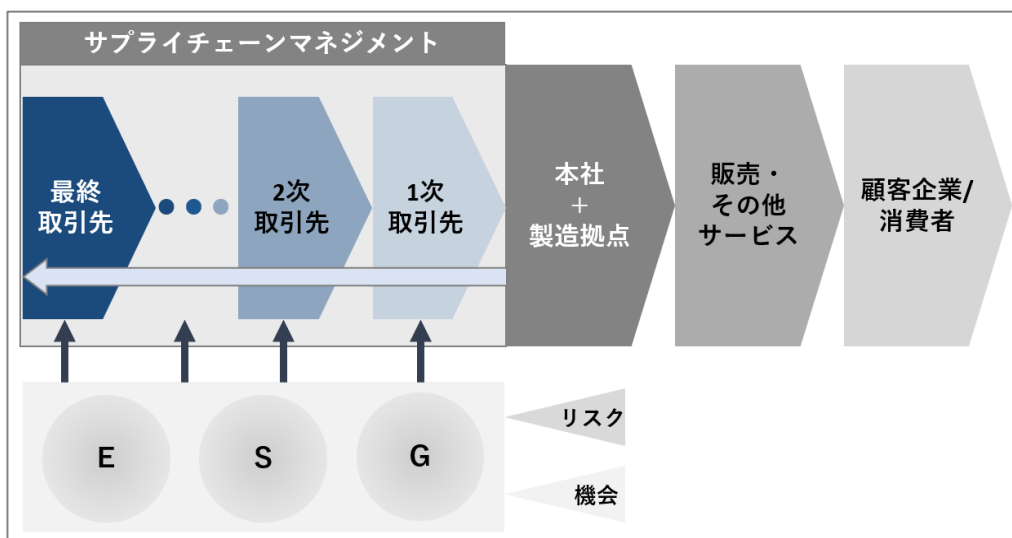 サプライチェーンマネジメント
最終
取引先
2次
取引先
1次
取引先
本社
+
製造拠点
販売・
その他
サービス
顧客企業/
消費者
E
S
G
リスク
機会